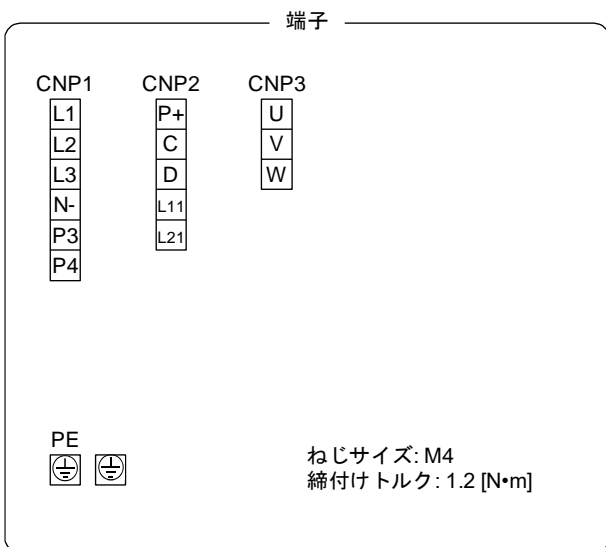 端子
CNP1 CNP2 CNP3
L1 P+ U
L2 C V
L3 D W
N- L11
P3 L21
P4
PE
ねじサイズ: M4
締付けトルク: 1.2 [N•m]